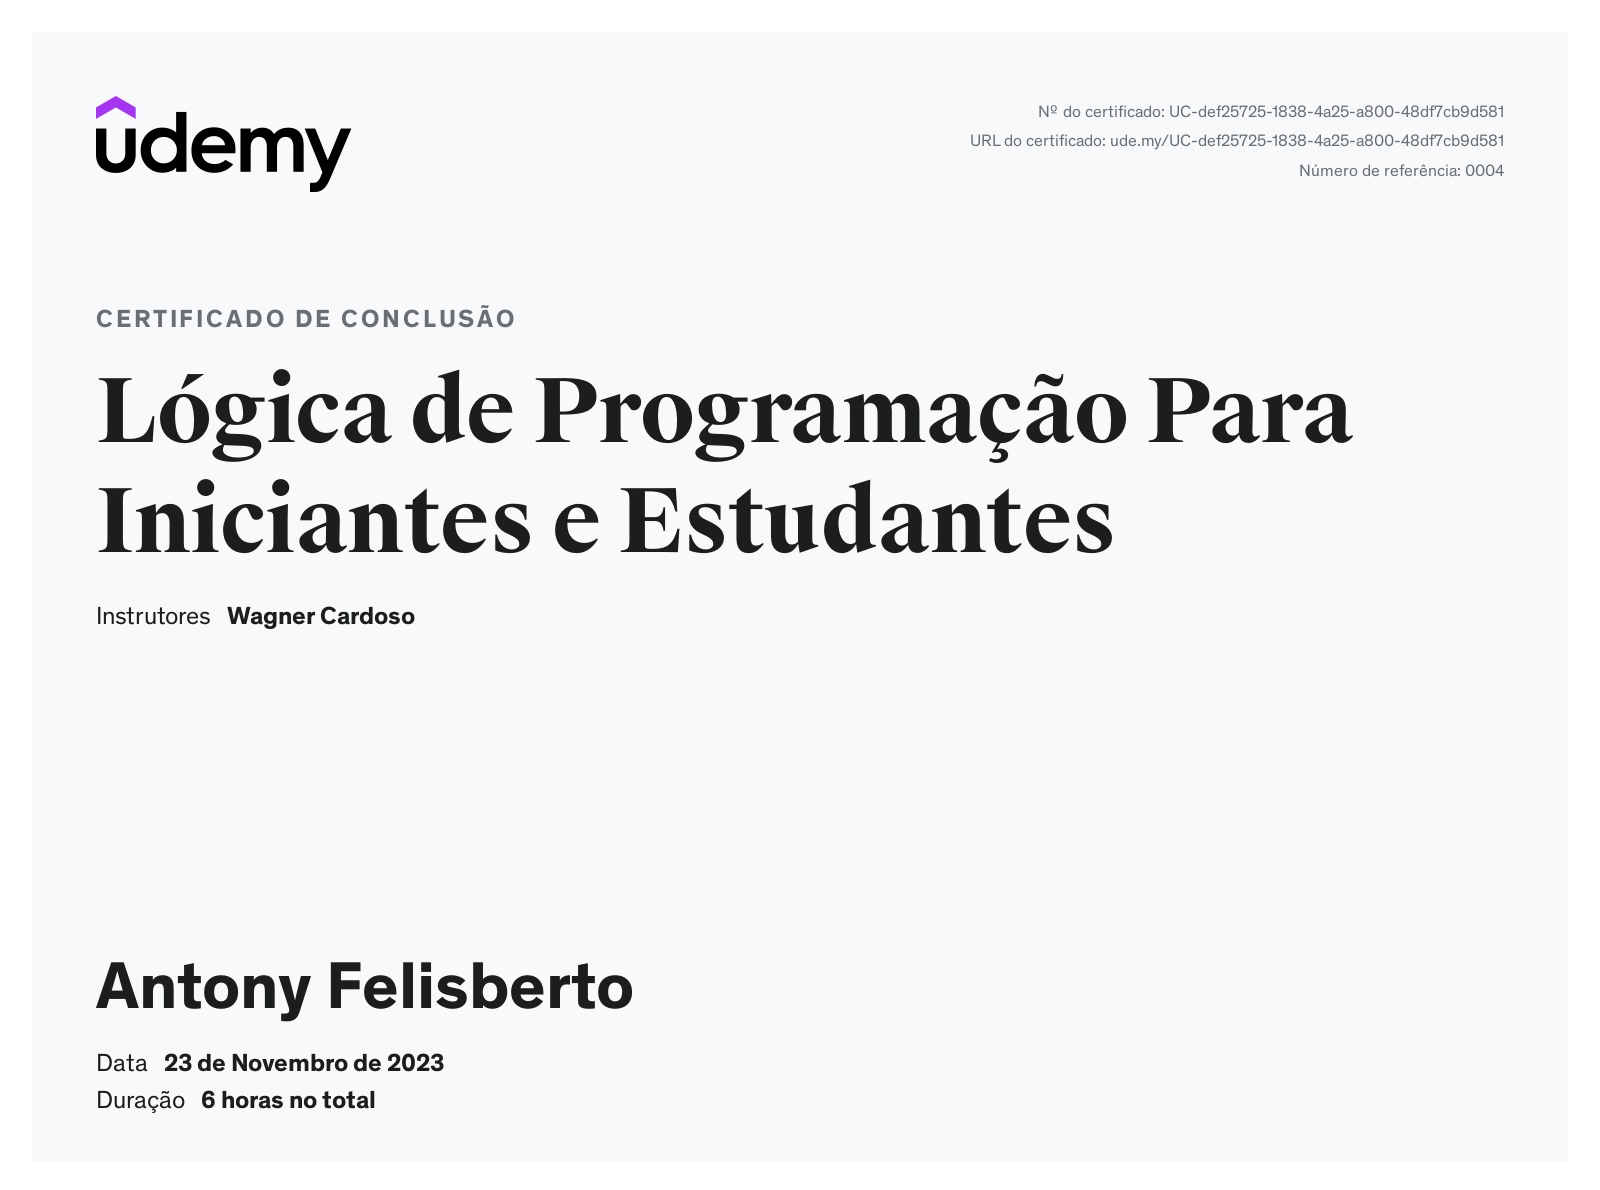 udemy
Nº do certificado: UC-def25725-1838-4a25-a800-48df7cb9d581
URL do certificado: ude.my/UC-def25725-1838-4a25-a800-48df7cb9d581
Número de referência: 0004
CERTIFICADO DE CONCLUSÃO
Lógica de Programação Para
Iniciantes e Estudantes
Instrutores Wagner Cardoso
Antony Felisberto
Data 23 de Novembro de 2023
Duração 6 horas no total